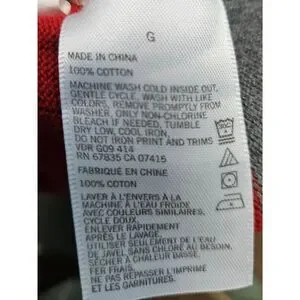 G
MADE IN CHINA
100% COTTON
MACHINE WASH COLD INSIDE OUT,
GENTLE CYCLE, WASH WITH LIKE
COLORS, REMOVE PROMPTLY FROM
WASHER, ONLY NON-CHLORINE
BLEACH IF NEEDED, TUMBLE
DRY LOW, COOL IRON,
DO NOT IRON PRINT AND TRIMS
VDR G09 414
RN 67835 CA 07415
FABRIQUÉ EN CHINE
100% COTON
LAVER À L'ENVERS À LA
MACHINE À L'EAU FROIDE
AVEC COULEURS SIMILAIRES,
CYCLE DOUX,
ENLEVER RAPIDEMENT
APRÈS LE LAVAGE,
UTILISER SEULEMENT DE L'EAU
DE JAVEL SANS CHLORE AU BESOIN,
SÉCHER À CHALEUR BASSE,
FER FRAIS,
NE PAS REPASSER L'IMPRIMÉ
ET LES GARNITURES